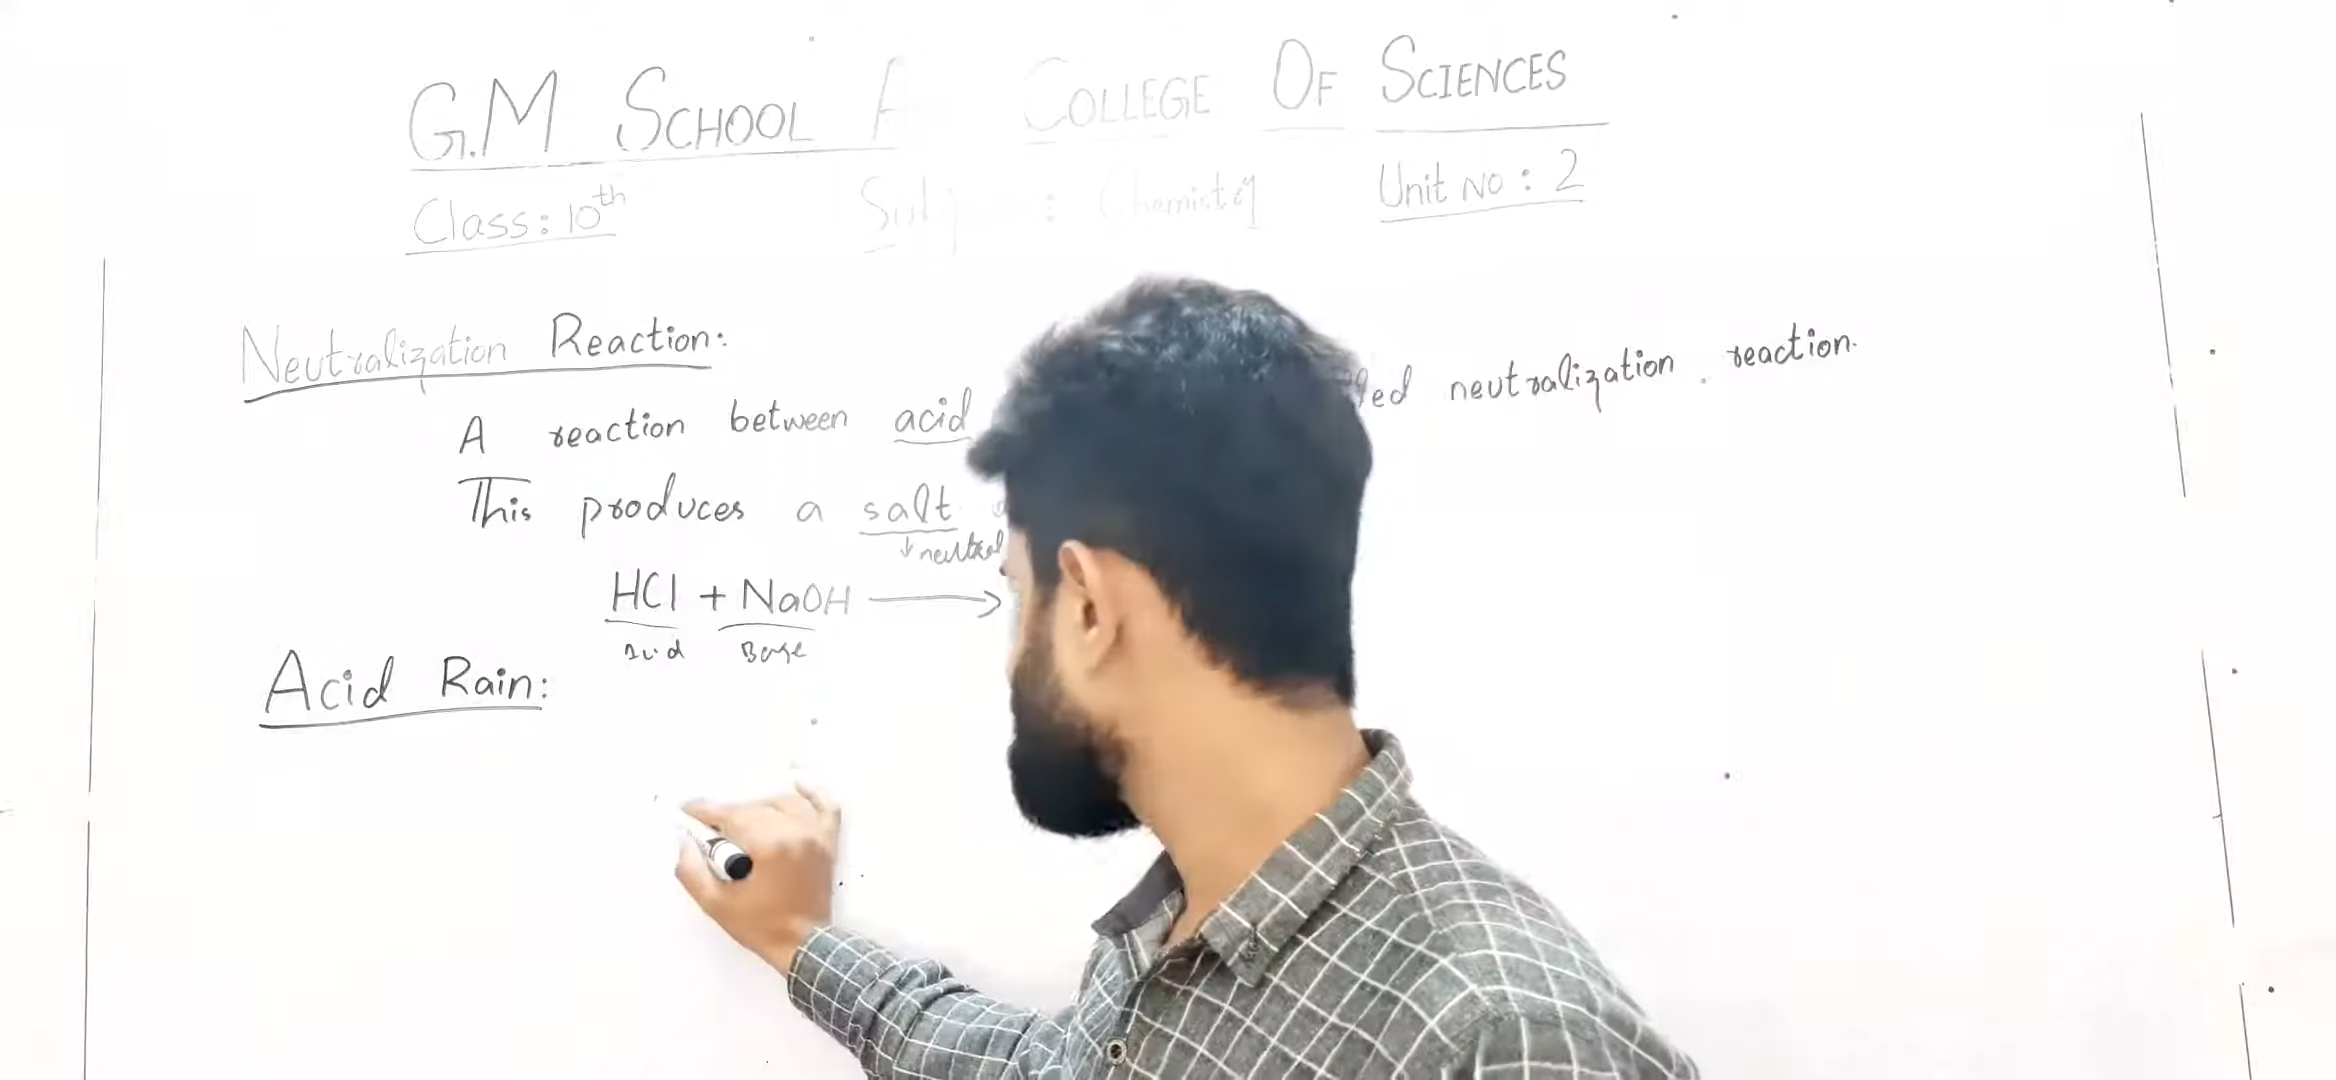 G.M SCHOOL COLLEGE OF SCIENCES
Class: 10th : Chemistry Unit No: 2
Neutralization Reaction:
A reaction between acid neutralization reaction.
This produces a salt
↓ neutral
HCl + NaOH ⟶
Acid Base
Acid Rain: